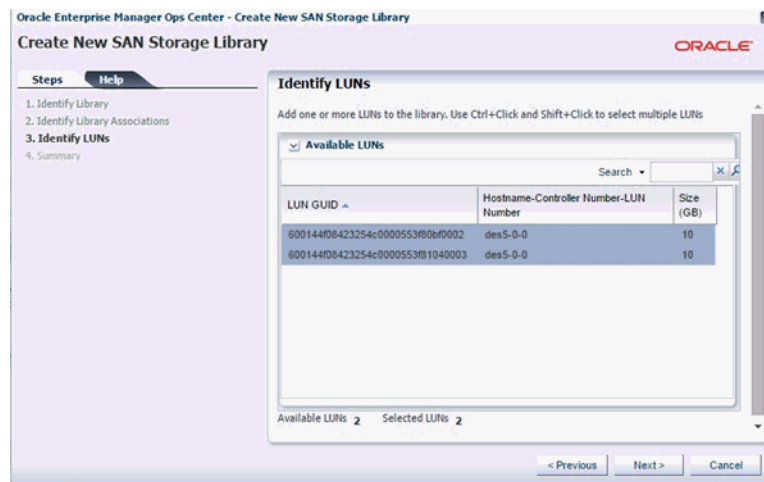 Oracle Enterprise Manager Ops Center - Create New SAN Storage Library
Create New SAN Storage Library
ORACLE
Steps Help
1. Identify Library
2. Identify Library Associations
3. Identify LUNs
4. Summary
Identify LUNs
Add one or more LUNs to the library. Use Ctrl+Click and Shift+Click to select multiple LUNs
Available LUNs
Search
LUN GUID Hostname-Controller Number-LUN Number Size (GB)
600144f08423254c0000553f80bf0002 des5-0-0 10
600144f08423254c0000553f81040003 des5-0-0 10
Available LUNs 2 Selected LUNs 2
< Previous Next > Cancel